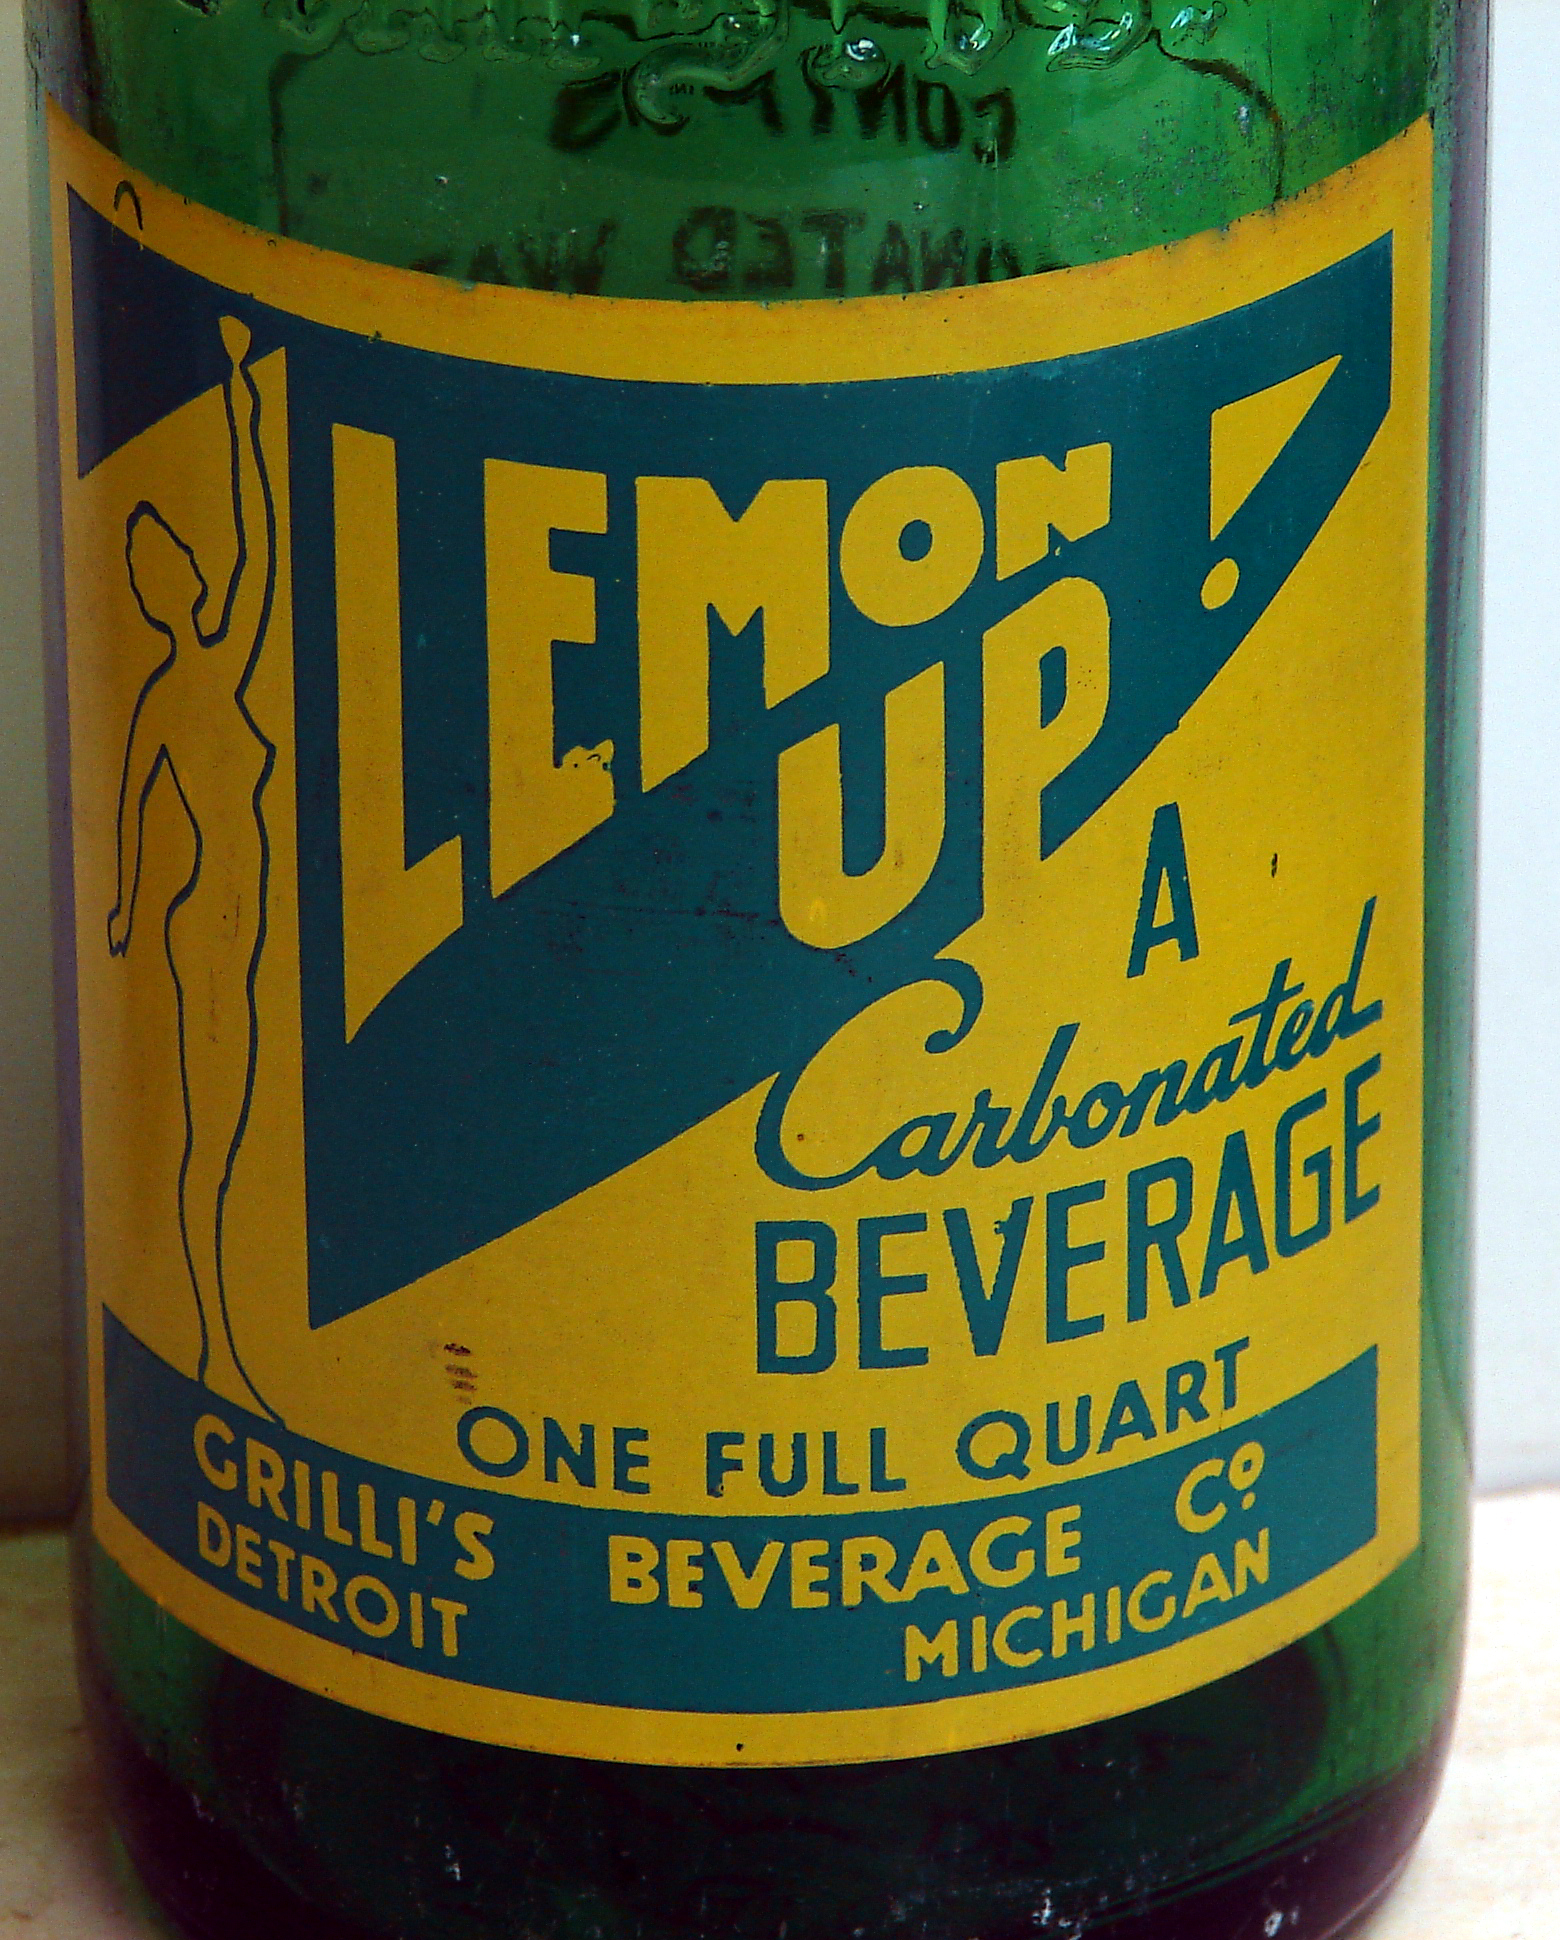 LEMON
UP!
A
Carbonated
BEVERAGE
ONE FULL QUART
GRILLI'S BEVERAGE Co
DETROIT MICHIGAN